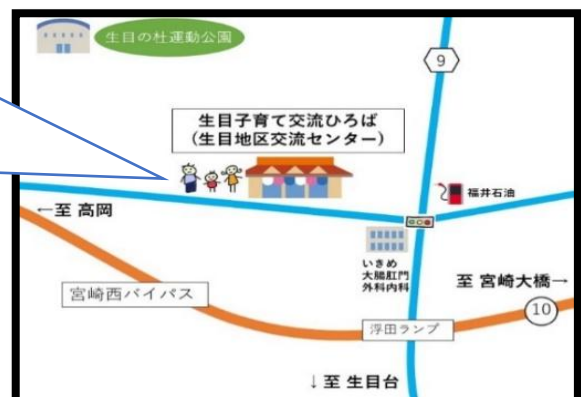 生目の杜運動公園
9
生目子育て交流ひろば
(生目地区交流センター)
福井石油
←至 高岡
いきめ
大腸肛門
外科内科
至 宮崎大橋→
宮崎西バイパス
10
浮田ランプ
↓至 生目台